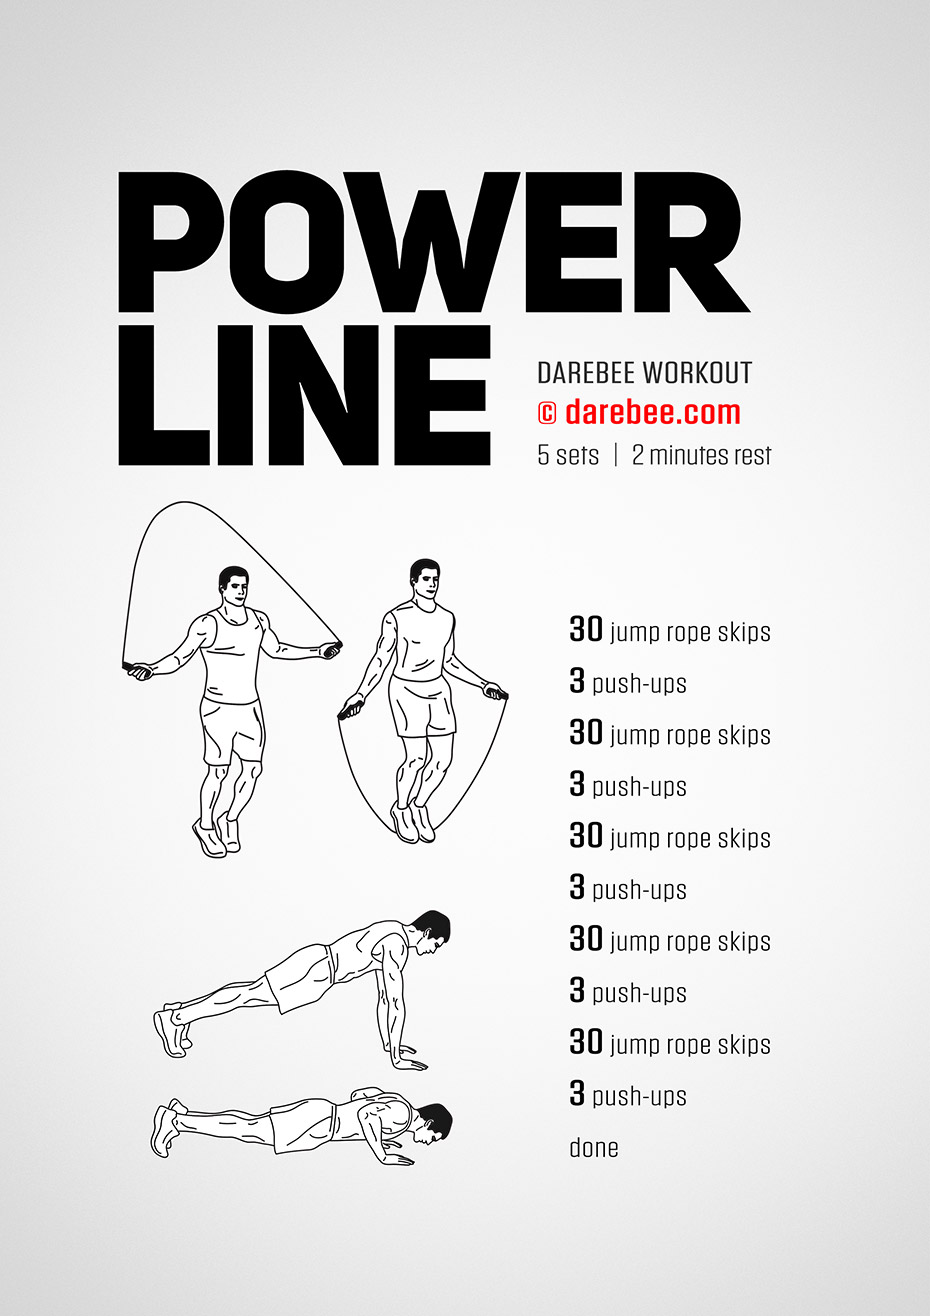 POWER
LINE
DAREBEE WORKOUT
© darebee.com
5 sets | 2 minutes rest
30 jump rope skips
3 push-ups
30 jump rope skips
3 push-ups
30 jump rope skips
3 push-ups
30 jump rope skips
3 push-ups
30 jump rope skips
3 push-ups
done